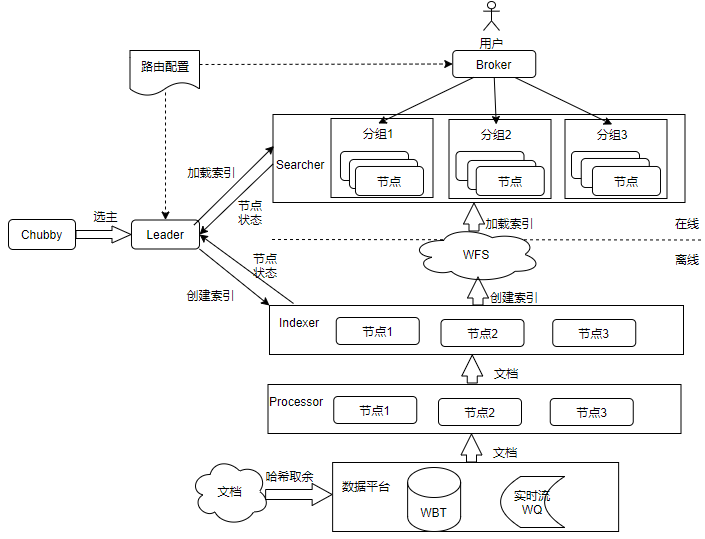 用户
路由配置
Broker
分组1
分组2
分组3
Searcher
节点
节点
节点
加载索引
节点
状态
加载索引
在线
Chubby
选主
Leader
WFS
离线
节点
状态
创建索引
创建索引
Indexer
节点1
节点2
节点3
文档
Processor
节点1
节点2
节点3
文档
文档
哈希取余
数据平台
WBT
实时流
WQ